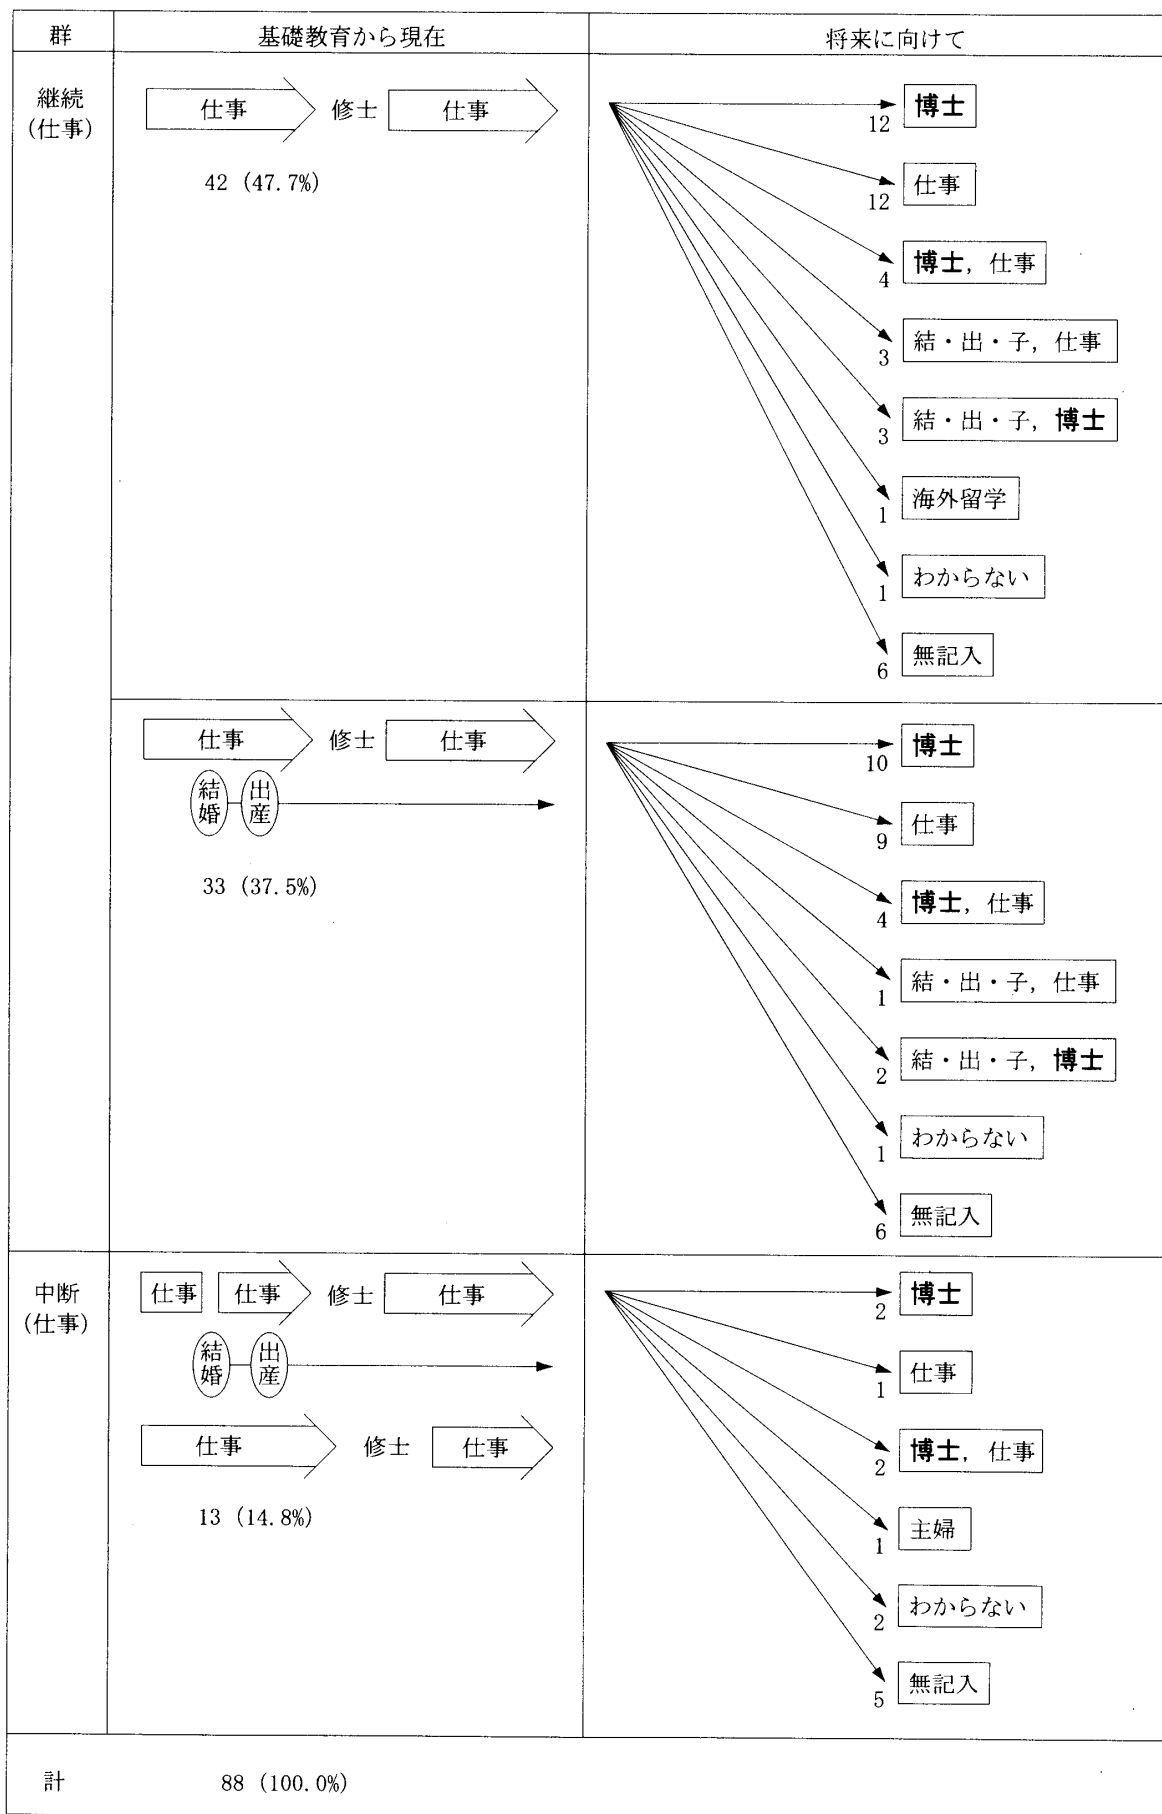 群 基礎教育から現在 将来に向けて
継続
(仕事)
仕事 修士 仕事
42 (47.7%)
12 博士
12 仕事
4 博士, 仕事
3 結・出・子, 仕事
3 結・出・子, 博士
1 海外留学
1 わからない
6 無記入
仕事 修士 仕事
結婚 出産
33 (37.5%)
10 博士
9 仕事
4 博士, 仕事
1 結・出・子, 仕事
2 結・出・子, 博士
1 わからない
6 無記入
中断
(仕事)
仕事 仕事 修士 仕事
結婚 出産
仕事 修士 仕事
13 (14.8%)
2 博士
1 仕事
2 博士, 仕事
1 主婦
2 わからない
5 無記入
計 88 (100.0%)